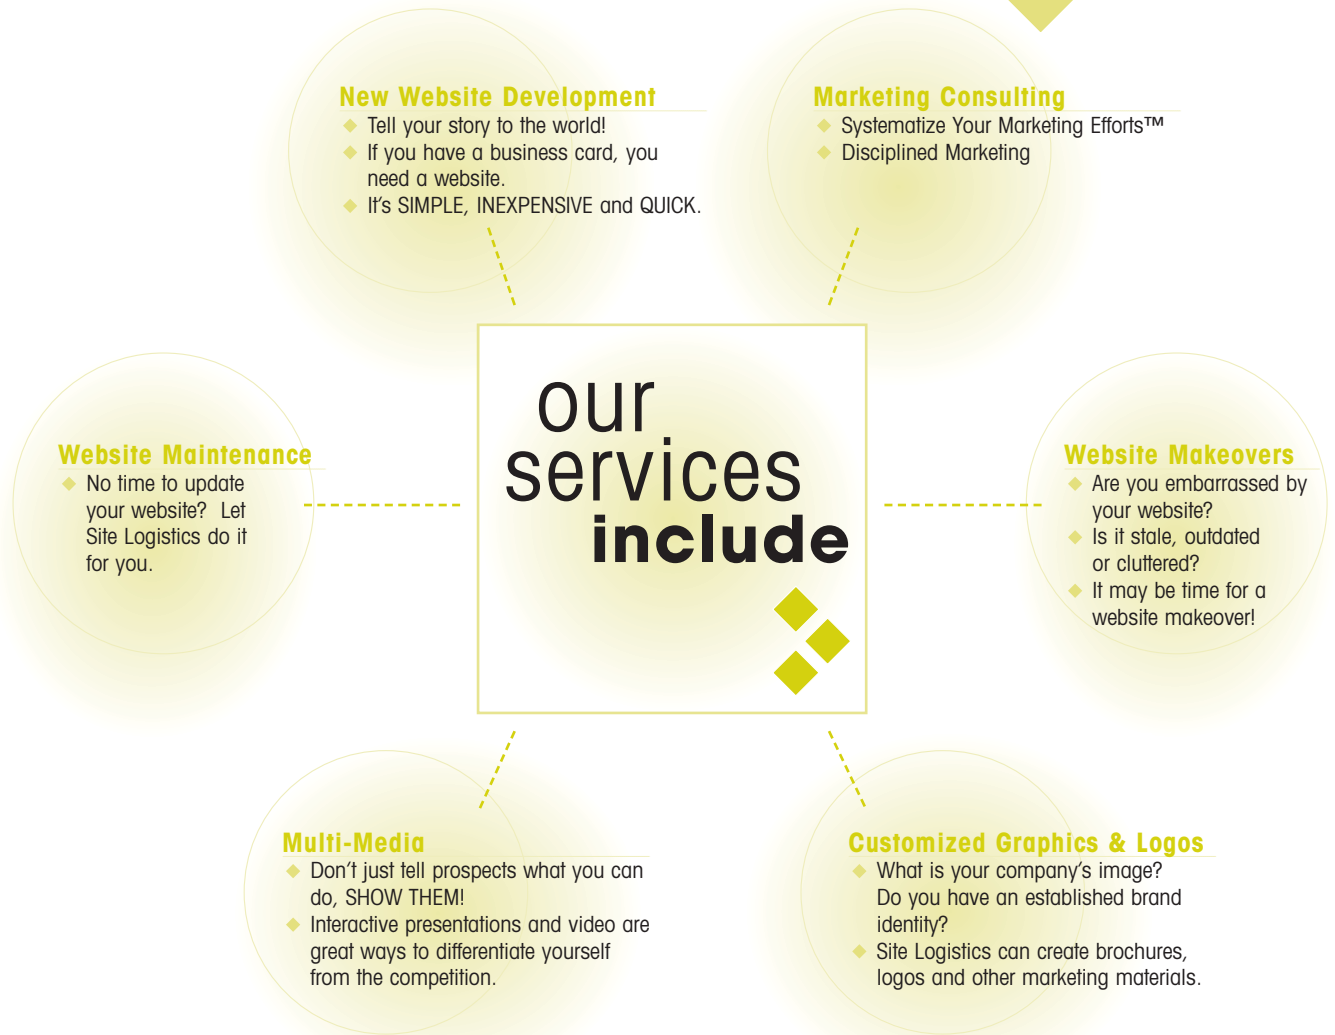 New Website Development
Tell your story to the world!
If you have a business card, you
need a website.
It's SIMPLE, INEXPENSIVE and QUICK.
Marketing Consulting
Systematize Your Marketing Efforts™
Disciplined Marketing
our
services
include
Website Maintenance
No time to update
your website?  Let
Site Logistics do it
for you.
Website Makeovers
Are you embarrassed by
your website?
Is it stale, outdated
or cluttered?
It may be time for a
website makeover!
Multi-Media
Don't just tell prospects what you can
do, SHOW THEM!
Interactive presentations and video are
great ways to differentiate yourself
from the competition.
Customized Graphics & Logos
What is your company's image?
Do you have an established brand
identity?
Site Logistics can create brochures,
logos and other marketing materials.